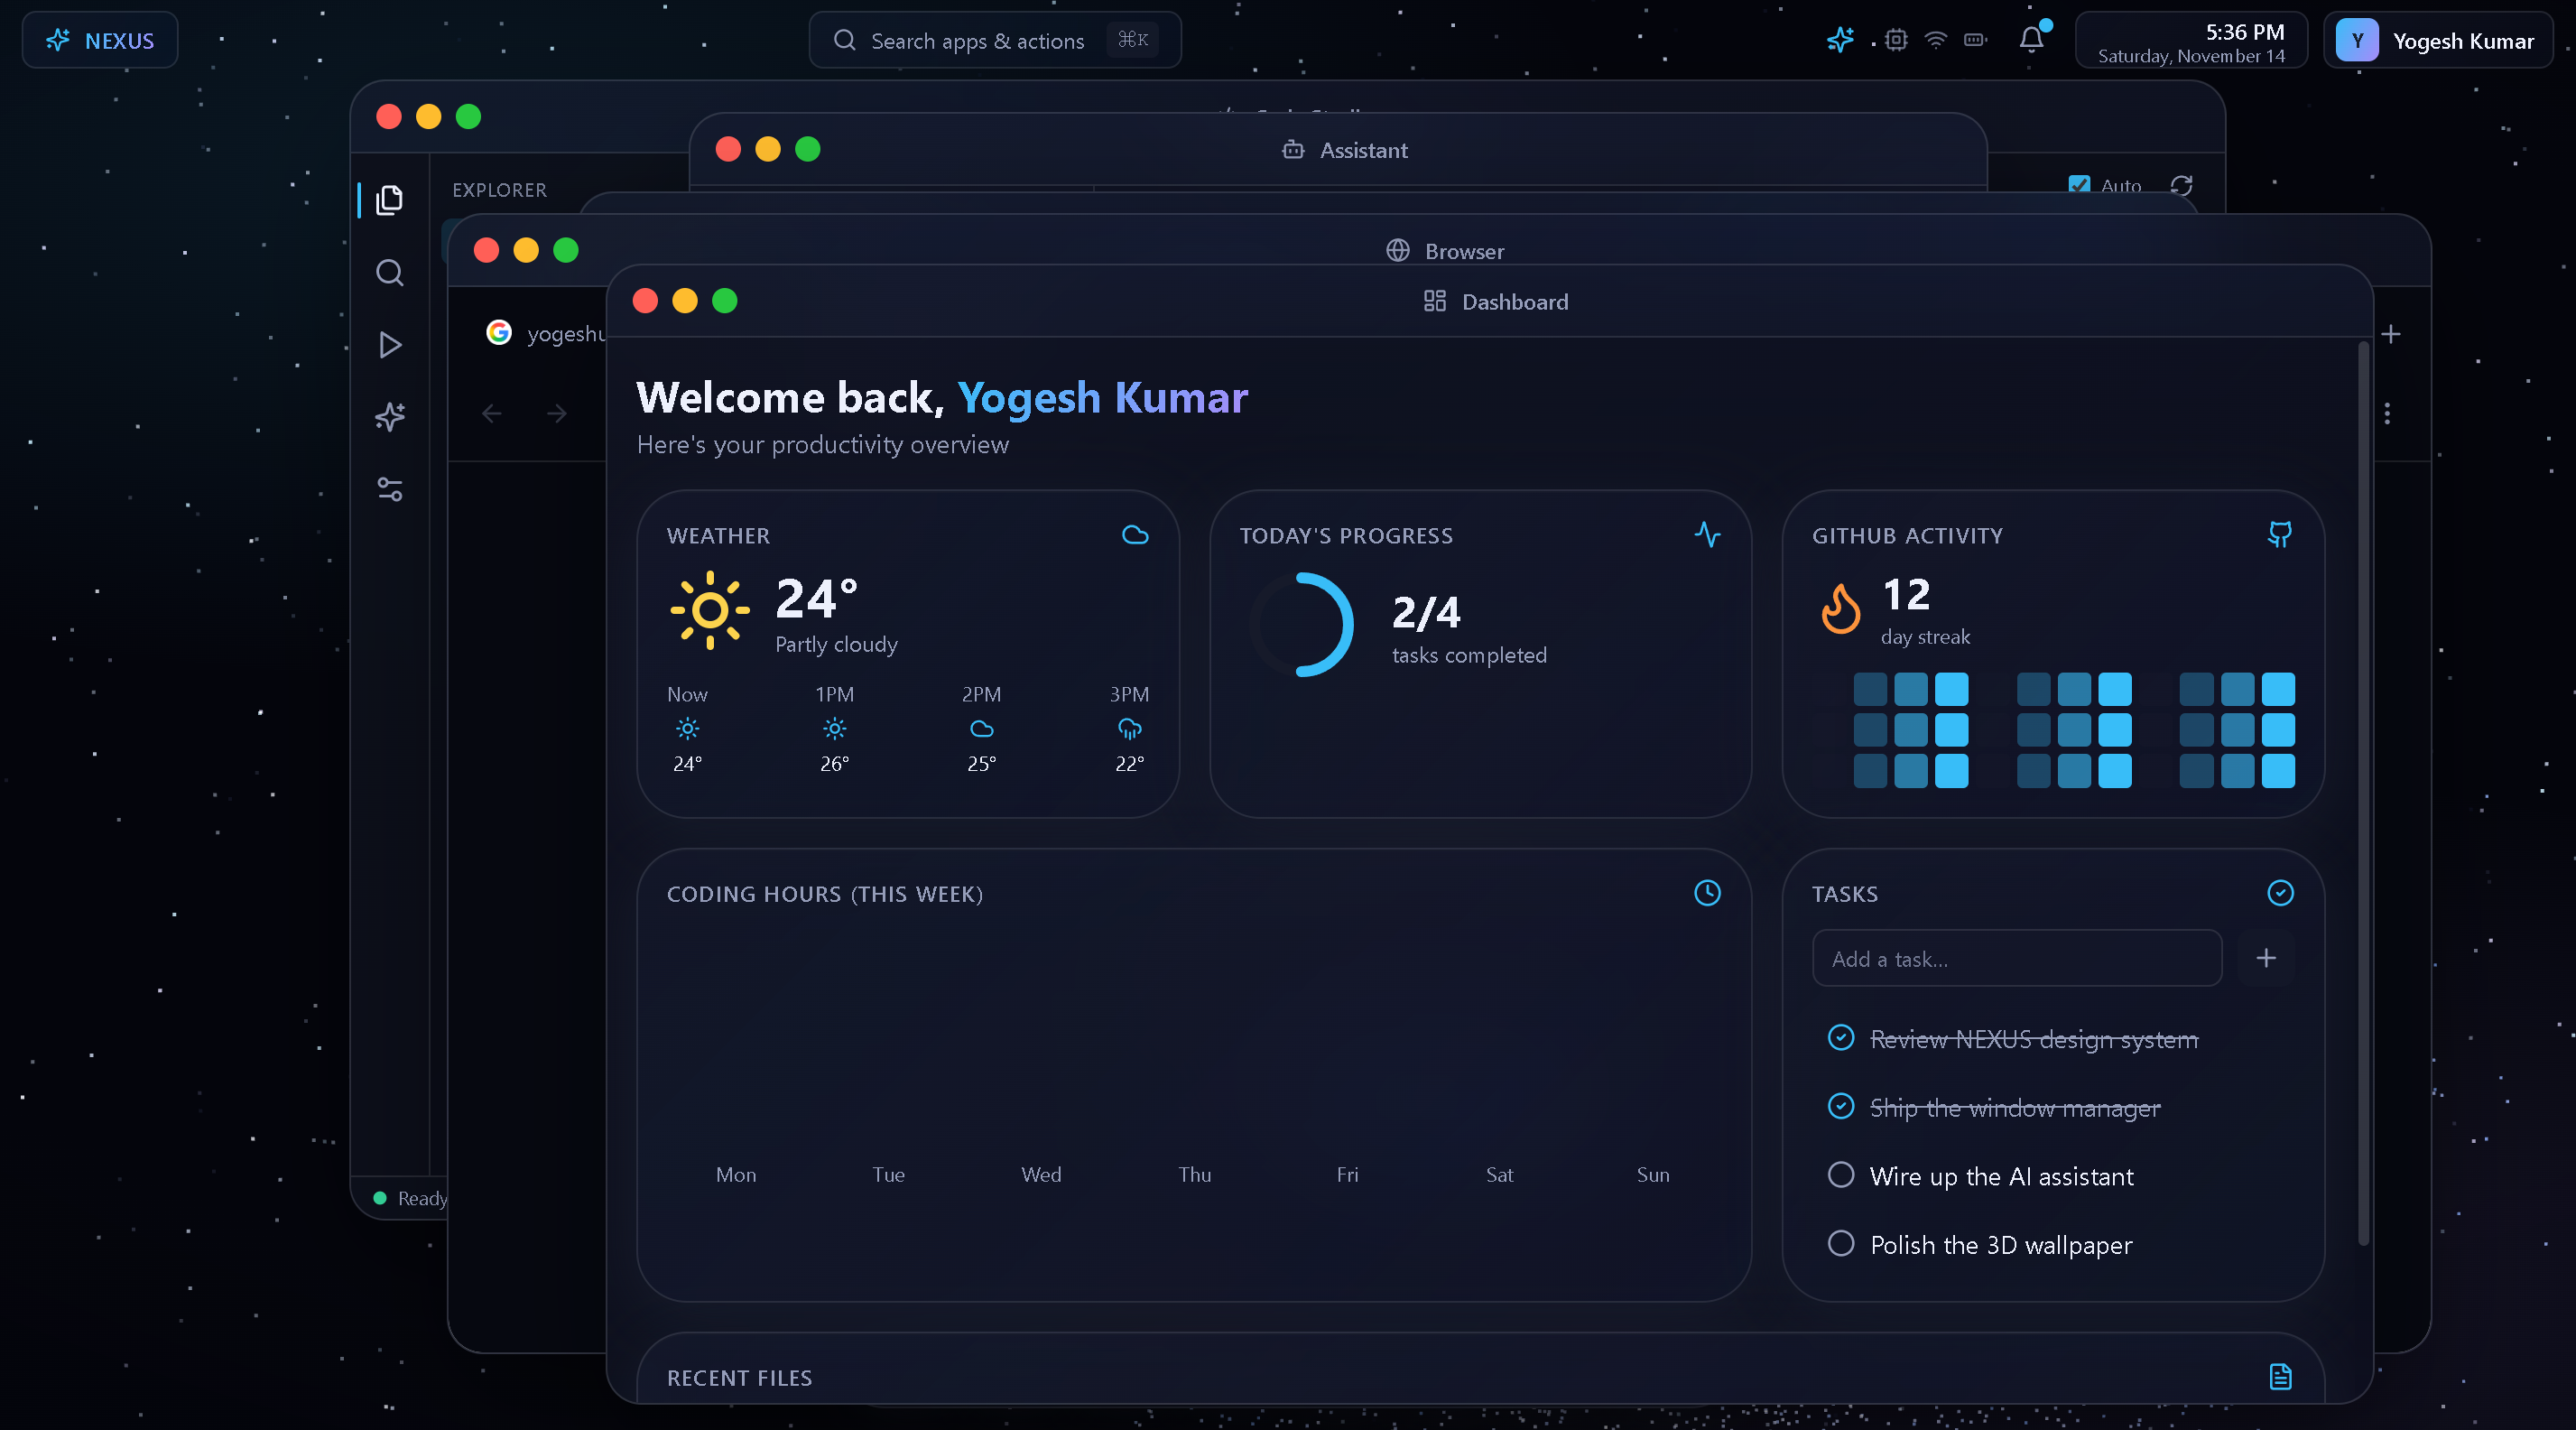 NEXUS
Search apps & actions ⌘K
5:36 PM
Saturday, November 14
Y
Yogesh Kumar
Assistant
EXPLORER
Auto
Browser
Dashboard
Welcome back, Yogesh Kumar
Here's your productivity overview
WEATHER
24°
Partly cloudy
Now 1PM 2PM 3PM
24° 26° 25° 22°
TODAY'S PROGRESS
2/4
tasks completed
GITHUB ACTIVITY
12
day streak
CODING HOURS (THIS WEEK)
Mon Tue Wed Thu Fri Sat Sun
TASKS
Add a task...
Review NEXUS design system
Ship the window manager
Wire up the AI assistant
Polish the 3D wallpaper
Ready
RECENT FILES